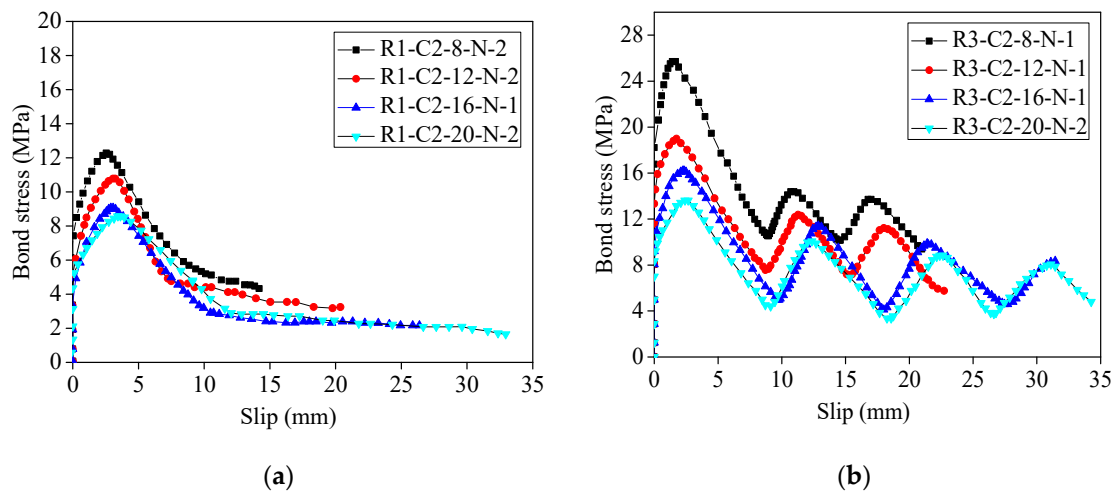 20
18
16
14
12
10
8
6
4
2
0
Bond stress (MPa)
R1-C2-8-N-2
R1-C2-12-N-2
R1-C2-16-N-1
R1-C2-20-N-2
0 5 10 15 20 25 30 35
Slip (mm)
(a)
28
24
20
16
12
8
4
0
Bond stress (MPa)
R3-C2-8-N-1
R3-C2-12-N-1
R3-C2-16-N-1
R3-C2-20-N-2
0 5 10 15 20 25 30 35
Slip (mm)
(b)